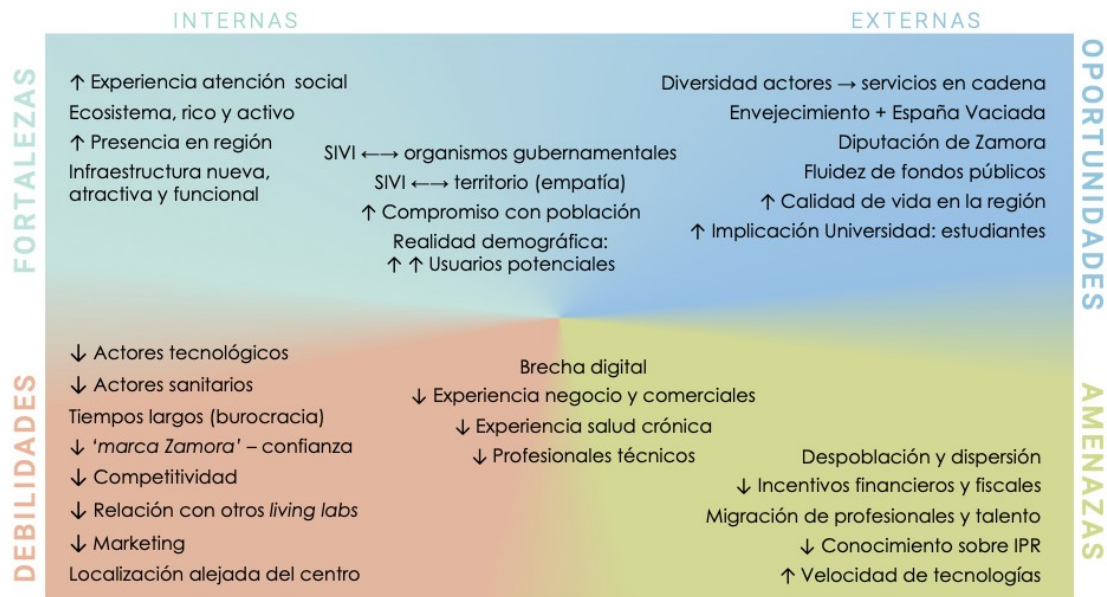 INTERNAS
EXTERNAS
FORTALEZAS
↑ Experiencia atención social
Ecosistema, rico y activo
↑ Presencia en región
Infraestructura nueva,
atractiva y funcional
SIVI ←→ organismos gubernamentales
SIVI ←→ territorio (empatía)
↑ Compromiso con población
Realidad demográfica:
↑ ↑ Usuarios potenciales
Diversidad actores → servicios en cadena
Envejecimiento + España Vaciada
Diputación de Zamora
Fluidez de fondos públicos
↑ Calidad de vida en la región
↑ Implicación Universidad: estudiantes
OPORTUNIDADES
DEBILIDADES
↓ Actores tecnológicos
↓ Actores sanitarios
Tiempos largos (burocracia)
↓ ‘marca Zamora’ – confianza
↓ Competitividad
↓ Relación con otros living labs
↓ Marketing
Localización alejada del centro
Brecha digital
↓ Experiencia negocio y comerciales
↓ Experiencia salud crónica
↓ Profesionales técnicos
Despoblación y dispersión
↓ Incentivos financieros y fiscales
Migración de profesionales y talento
↓ Conocimiento sobre IPR
↑ Velocidad de tecnologías
AMENAZAS